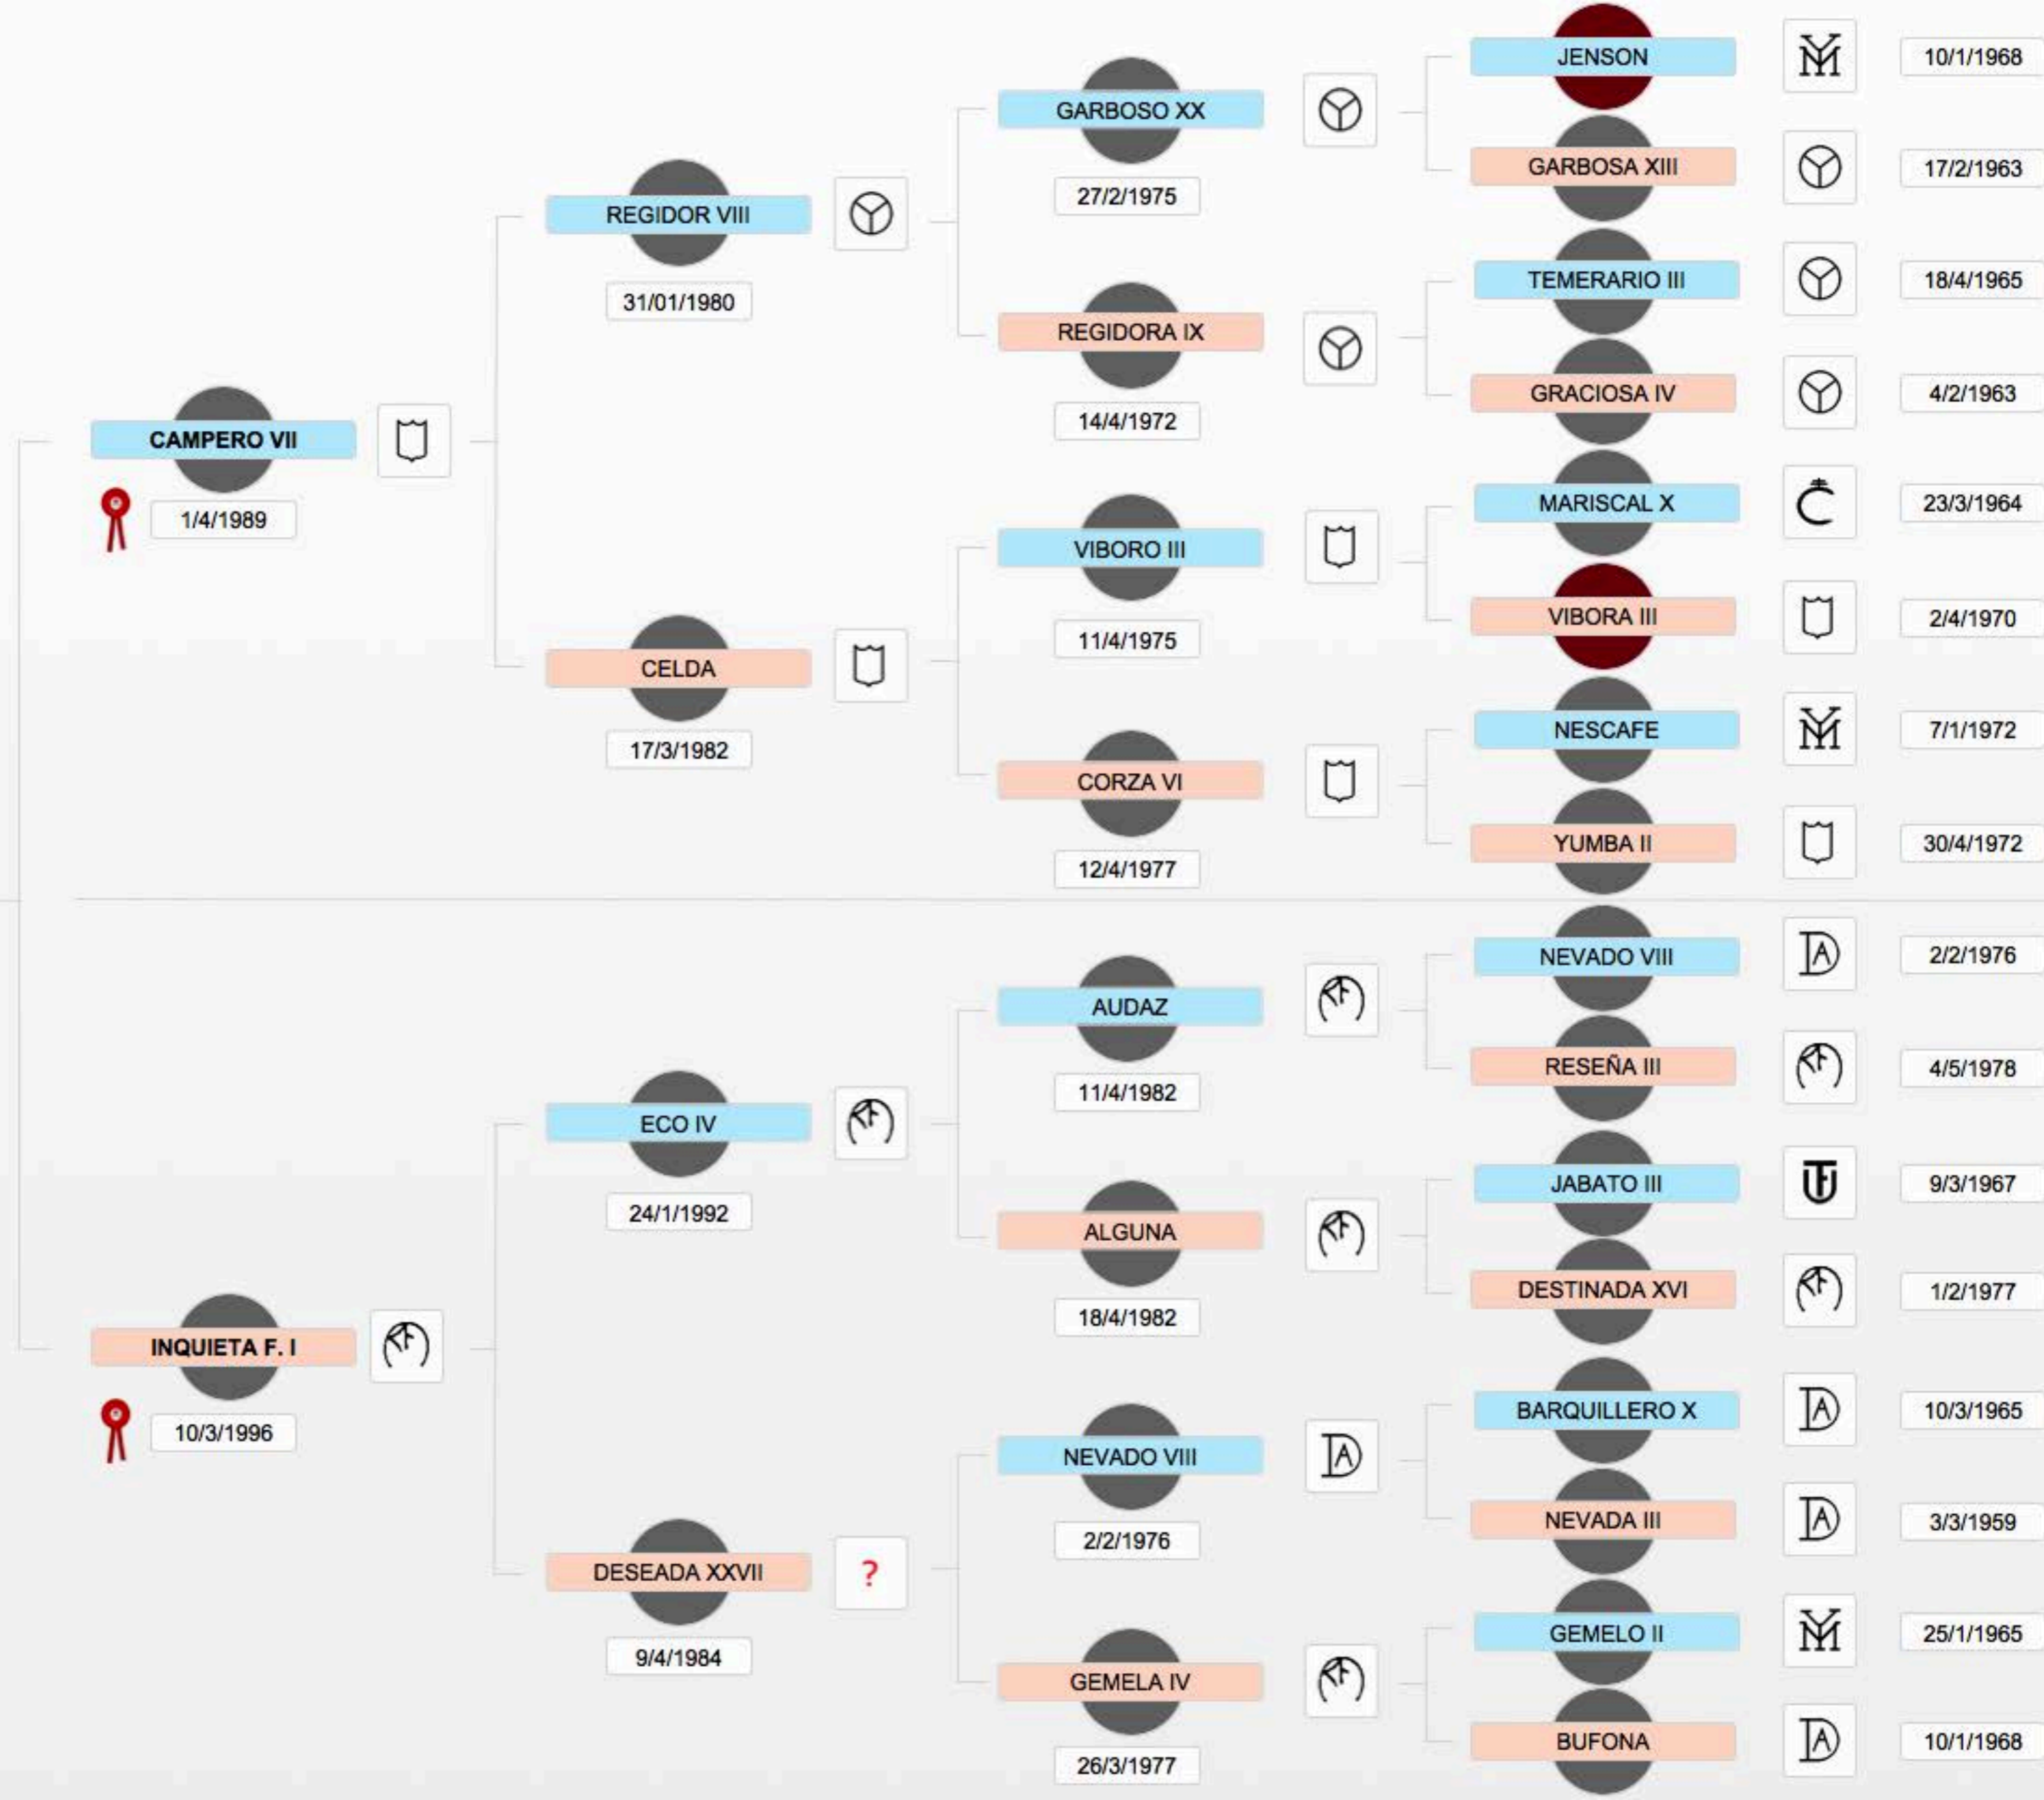 CAMPERO VII
1/4/1989
REGIDOR VIII
31/01/1980
CELDA
17/3/1982
GARBOSO XX
27/2/1975
REGIDORA IX
14/4/1972
VIBORO III
11/4/1975
CORZA VI
12/4/1977
JENSON
10/1/1968
GARBOSA XIII
17/2/1963
TEMERARIO III
18/4/1965
GRACIOSA IV
4/2/1963
MARISCAL X
23/3/1964
VIBORA III
2/4/1970
NESCAFE
7/1/1972
YUMBA II
30/4/1972
INQUIETA F. I
10/3/1996
ECO IV
24/1/1992
DESEADA XXVII
?
9/4/1984
AUDAZ
11/4/1982
ALGUNA
18/4/1982
NEVADO VIII
2/2/1976
GEMELA IV
26/3/1977
NEVADO VIII
2/2/1976
RESEÑA III
4/5/1978
JABATO III
9/3/1967
DESTINADA XVI
1/2/1977
BARQUILLERO X
10/3/1965
NEVADA III
3/3/1959
GEMELO II
25/1/1965
BUFONA
10/1/1968